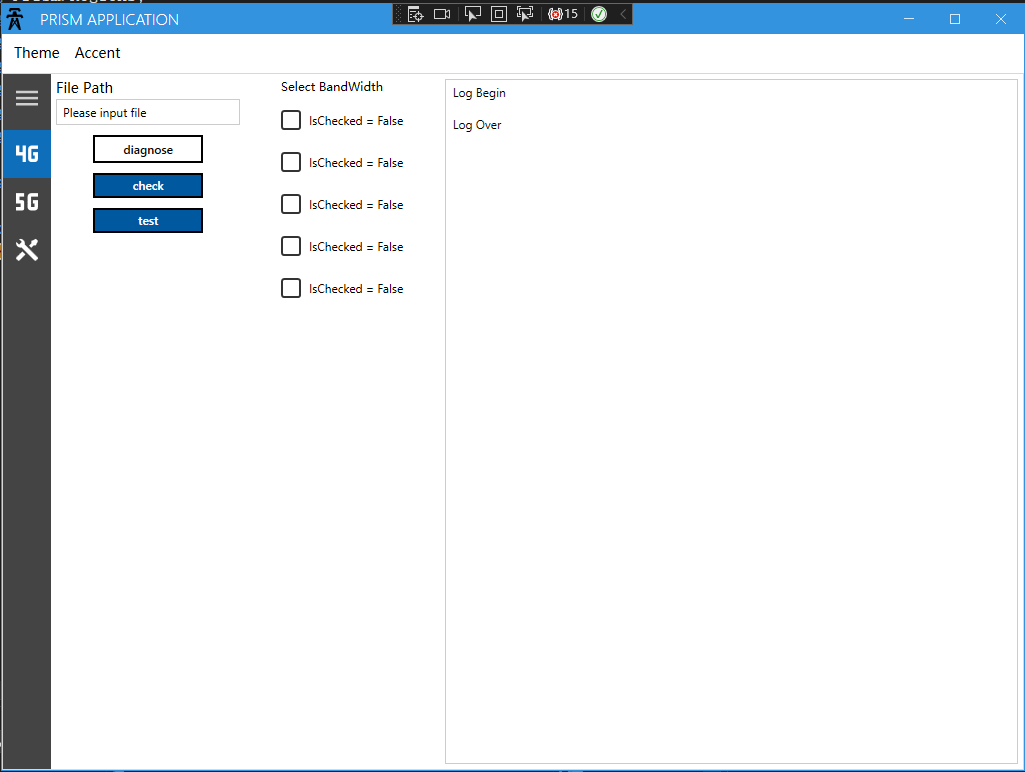 PRISM APPLICATION
15
Theme Accent
4G
5G
File Path
Please input file
diagnose
check
test
Select BandWidth
IsChecked = False
IsChecked = False
IsChecked = False
IsChecked = False
IsChecked = False
Log Begin
Log Over